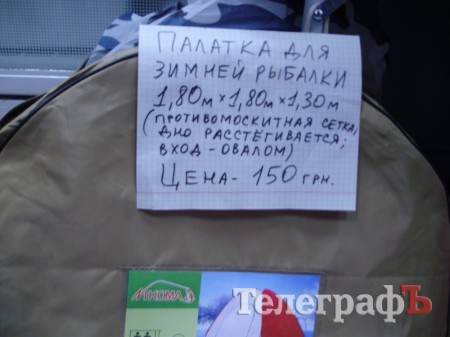 ПАЛАТКА ДЛЯ
ЗИМНЕЙ РЫБАЛКИ
1,80м × 1,80м × 1,30м
(ПРОТИВОМОСКИТНАЯ СЕТКА,
ДНО РАССТЕГИВАЕТСЯ;
ВХОД - ОВАЛОМ)
ЦЕНА - 150 ГРН.
МКОМА
ТелеграфЪ